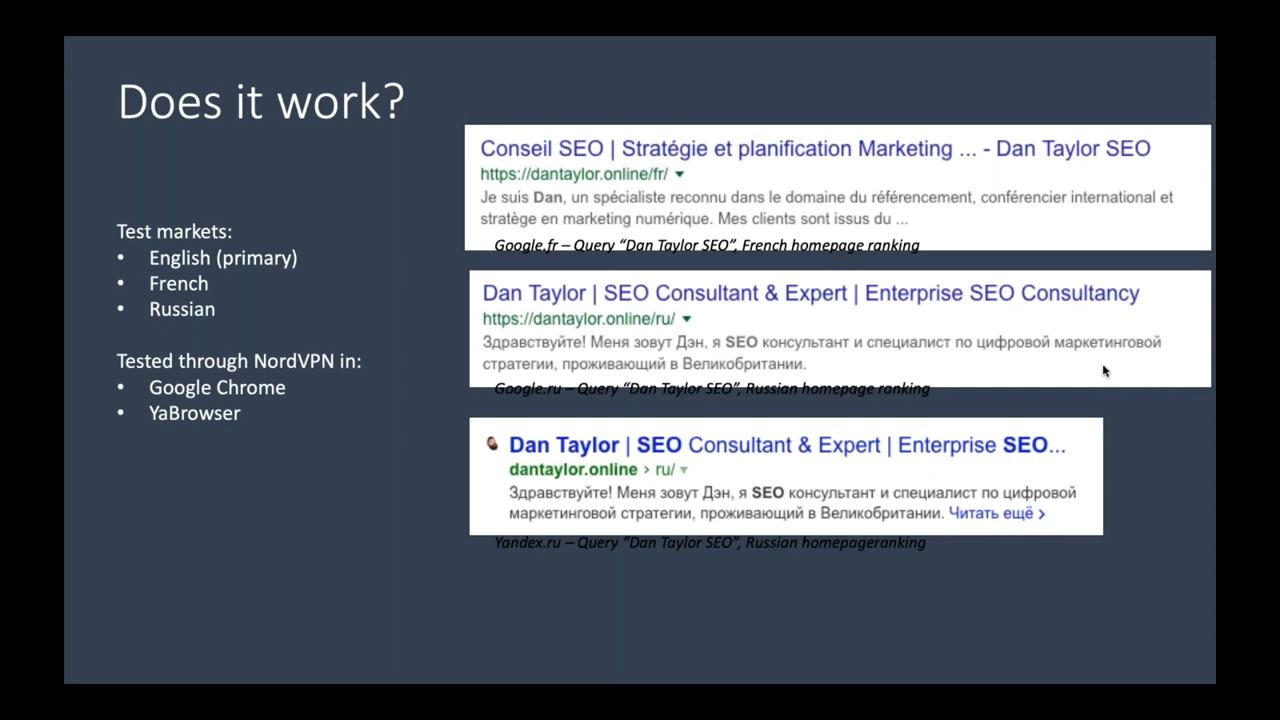 Does it work?
Test markets:
• English (primary)
• French
• Russian
Tested through NordVPN in:
• Google Chrome
• YaBrowser
Conseil SEO | Stratégie et planification Marketing ... - Dan Taylor SEO
https://dantaylor.online/fr/
Je suis Dan, un spécialiste reconnu dans le domaine du référencement, conférencier international et
stratège en marketing numérique. Mes clients sont issus du ...
Google.fr – Query “Dan Taylor SEO”, French homepage ranking
Dan Taylor | SEO Consultant & Expert | Enterprise SEO Consultancy
https://dantaylor.online/ru/
Здравствуйте! Меня зовут Дэн, я SEO консультант и специалист по цифровой маркетинговой
стратегии, проживающий в Великобритании.
Google.ru – Query “Dan Taylor SEO”, Russian homepage ranking
Dan Taylor | SEO Consultant & Expert | Enterprise SEO...
dantaylor.online › ru/
Здравствуйте! Меня зовут Дэн, я SEO консультант и специалист по цифровой
маркетинговой стратегии, проживающий в Великобритании. Читать ещё ›
Yandex.ru – Query “Dan Taylor SEO”, Russian homepageranking